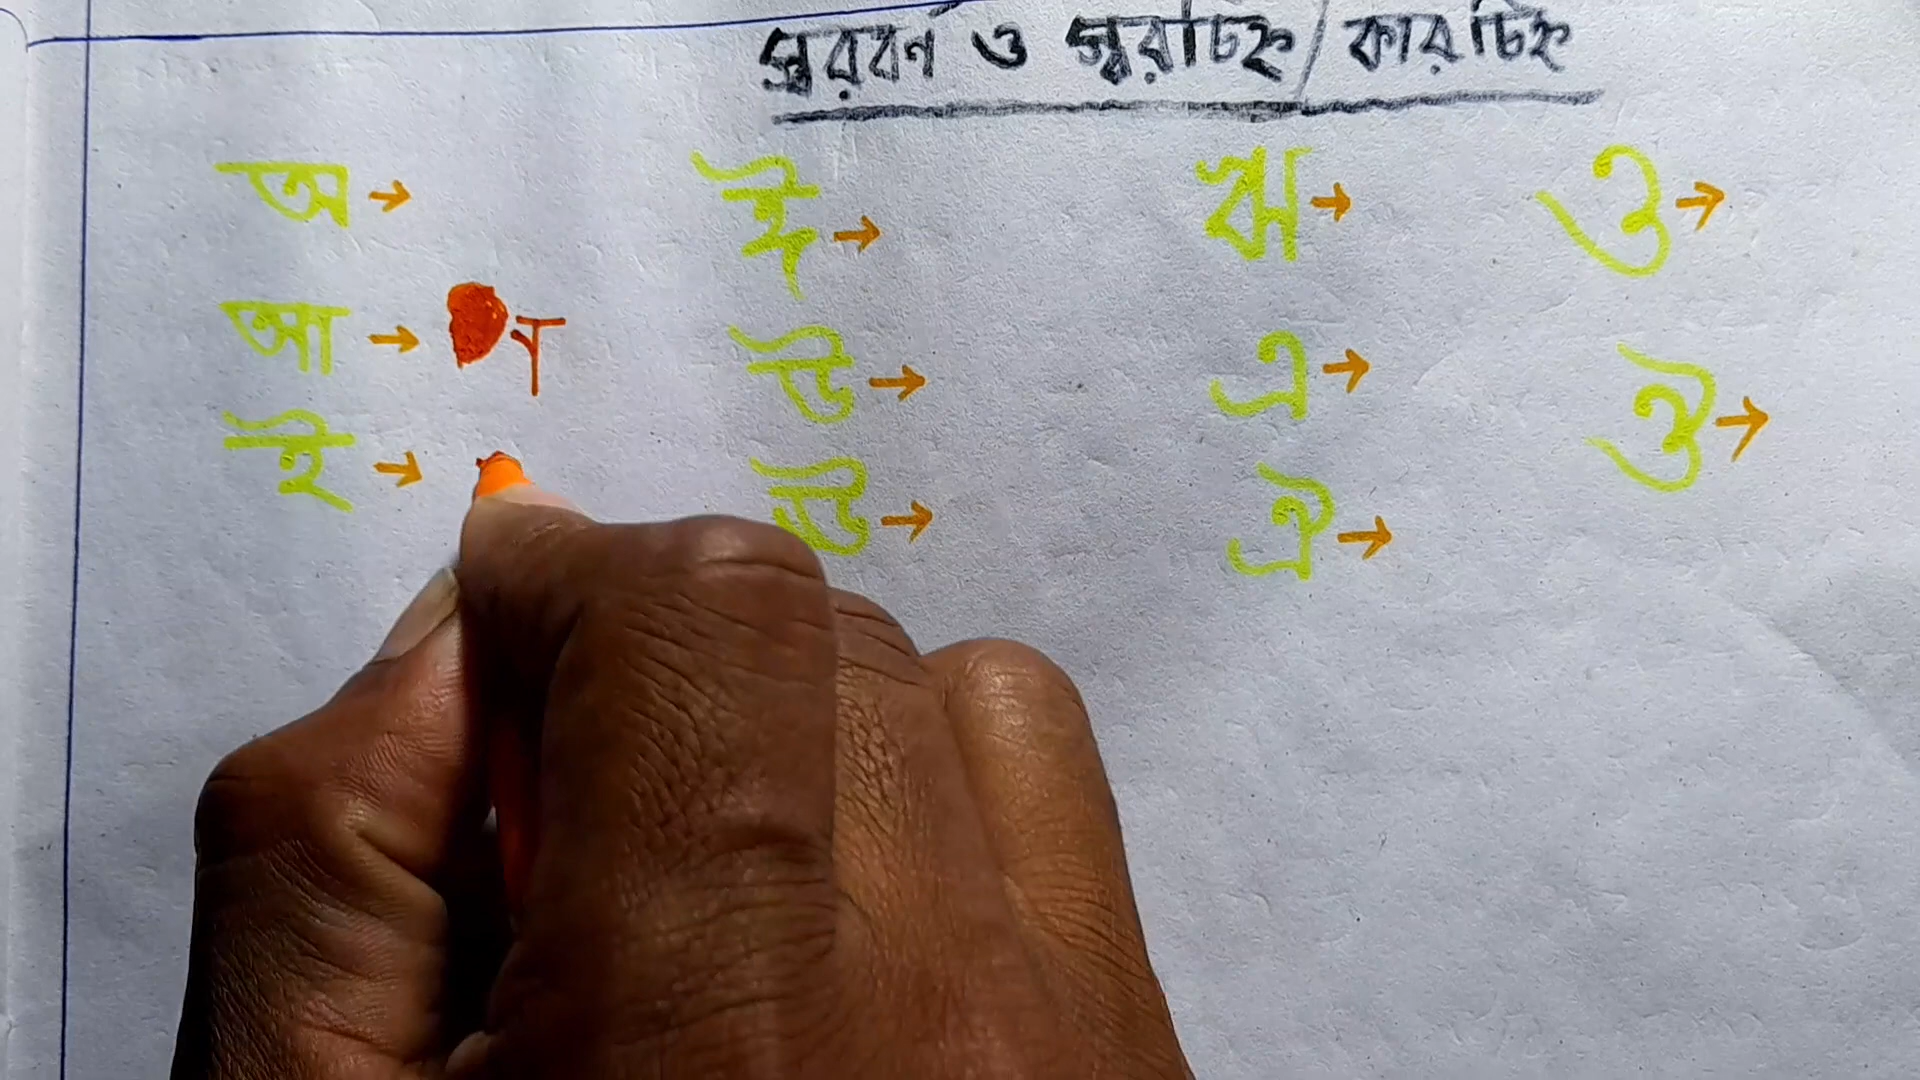 স্বরবর্ণ ও স্বরচিহ্ন/কারচিহ্ন
অ →
আ → া
ই →
ঈ →
উ →
ঊ →
ঋ →
এ →
ঐ →
ও →
ঔ →